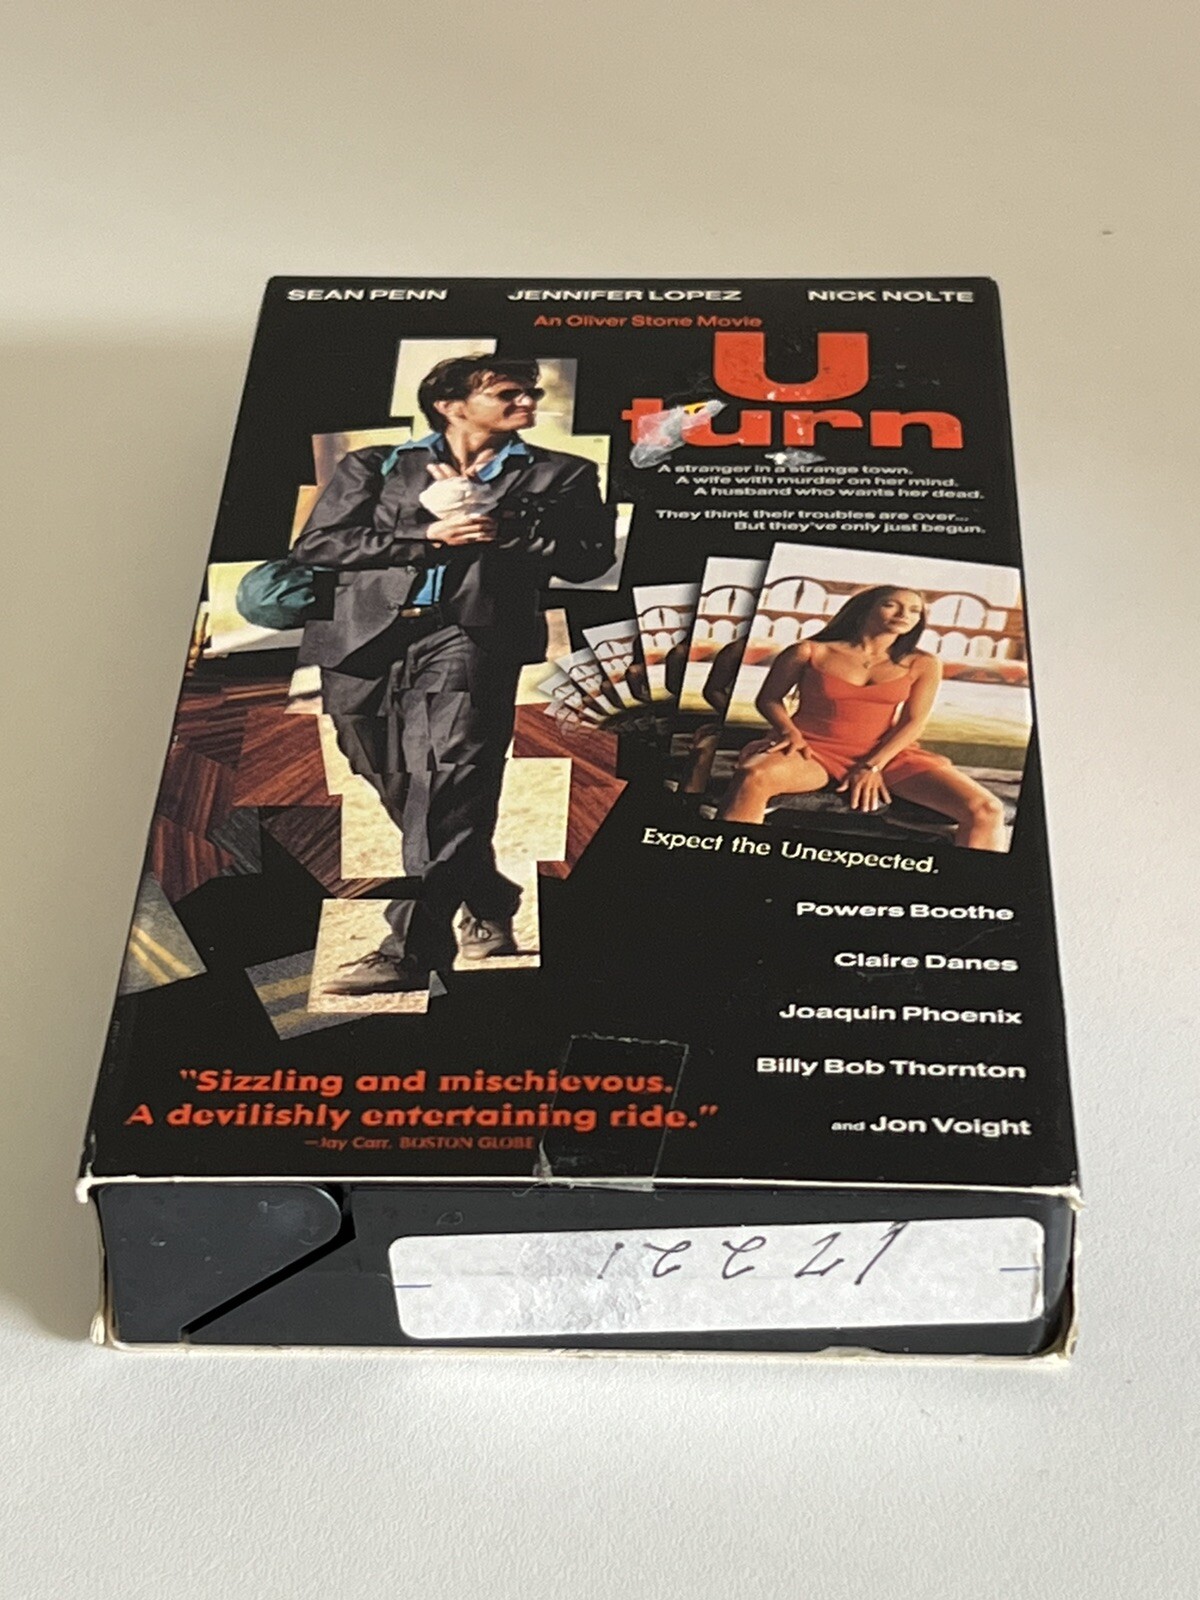 SEAN PENN JENNIFER LOPEZ NICK NOLTE
An Oliver Stone Movie
U
turn
A stranger in a strange town.
A wife with murder on her mind.
A husband who wants her dead.
They think their troubles are over...
But they've only just begun.
Expect the Unexpected.
Powers Boothe
Claire Danes
Joaquin Phoenix
Billy Bob Thornton
and Jon Voight
"Sizzling and mischievous.
A devilishly entertaining ride."
—Jay Carr, BOSTON GLOBE